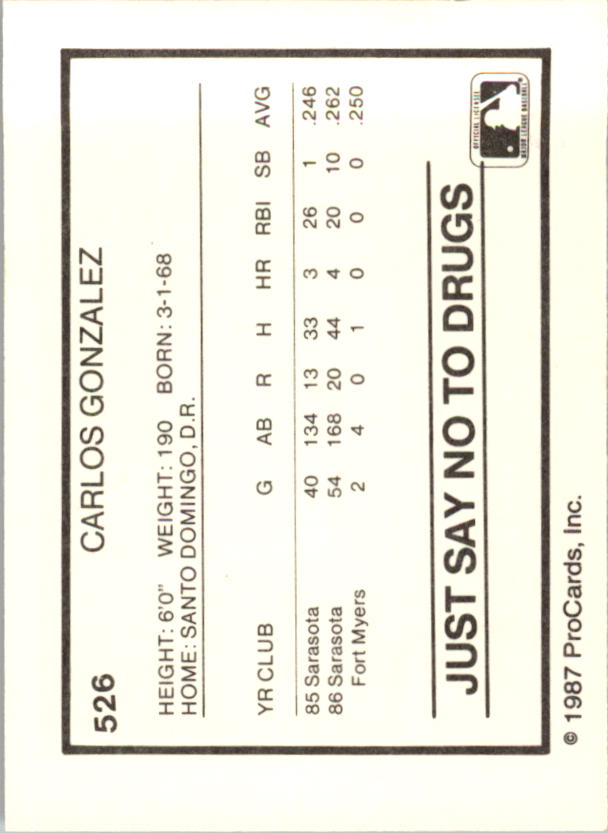 526 CARLOS GONZALEZ
HEIGHT: 6'0" WEIGHT: 190 BORN: 3-1-68
HOME: SANTO DOMINGO, D.R.
YR CLUB G AB R H HR RBI SB AVG
85 Sarasota 40 134 13 33 3 26 1 .246
86 Sarasota 54 168 20 44 4 20 10 .262
Fort Myers 2 4 0 1 0 0 0 .250
JUST SAY NO TO DRUGS
OFFICIAL LICENSEE
MAJOR LEAGUE BASEBALL
© 1987 ProCards, Inc.